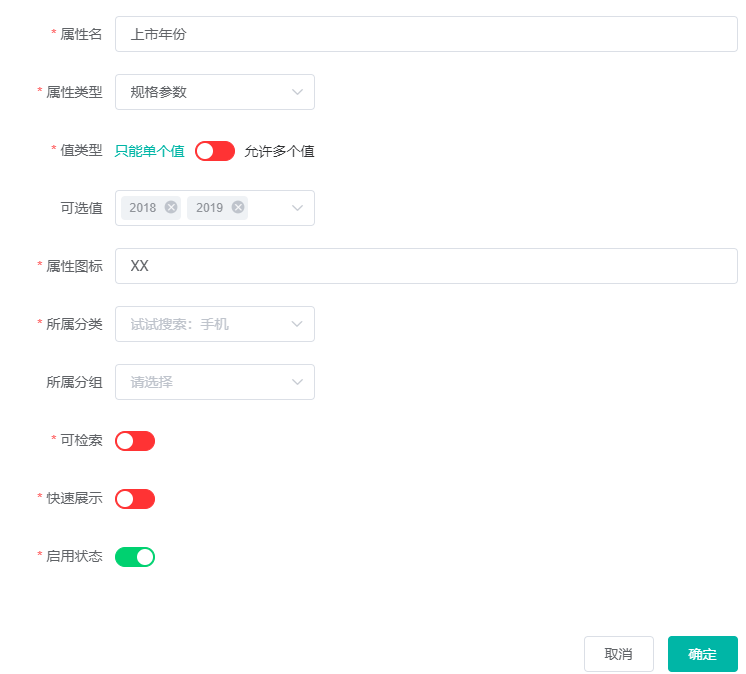 * 属性名 上市年份
* 属性类型 规格参数
* 值类型 只能单个值 允许多个值
可选值 2018 2019
* 属性图标 XX
* 所属分类 试试搜索：手机
所属分组 请选择
* 可检索
* 快速展示
* 启用状态
取消 确定